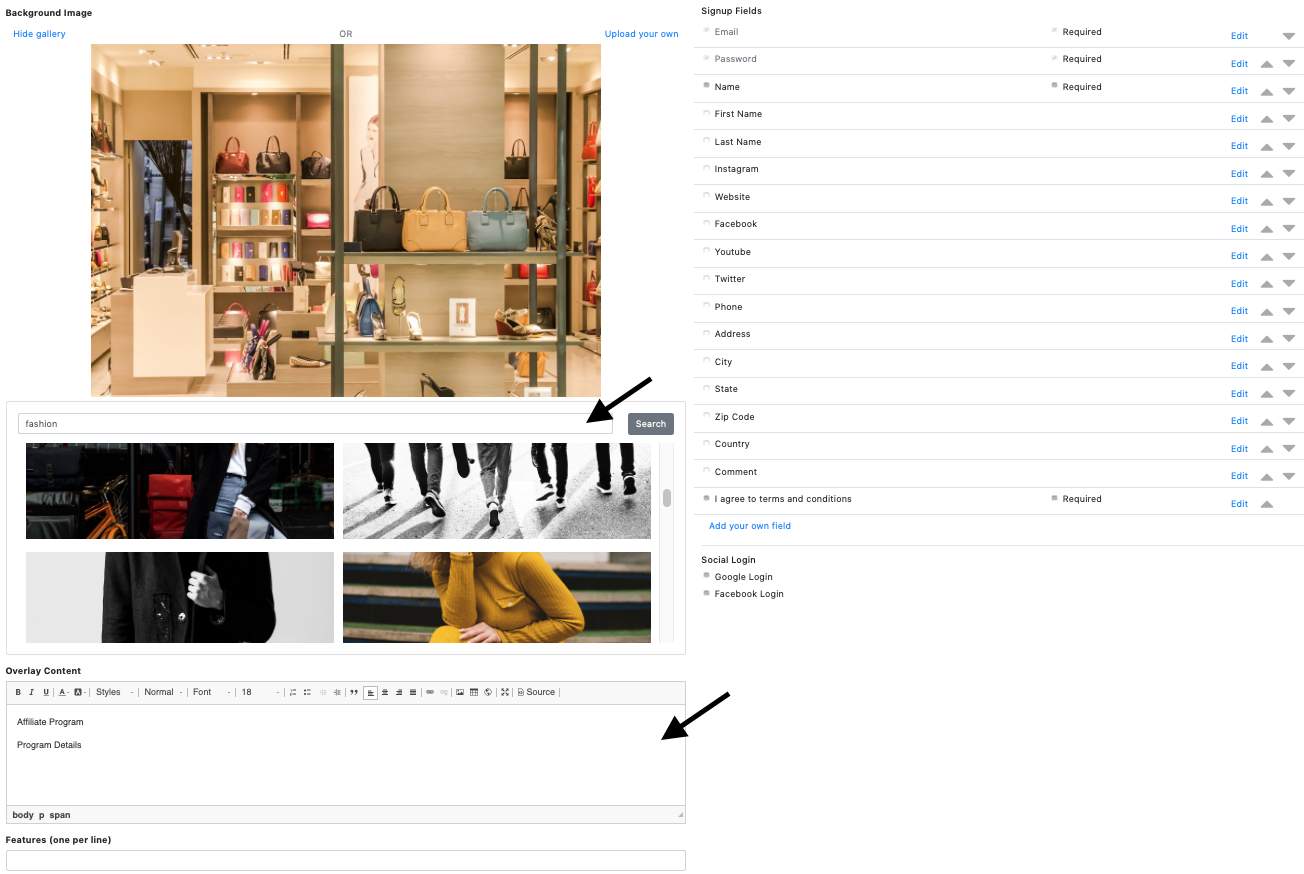 Background Image
Hide gallery OR Upload your own
fashion Search
Overlay Content
B I U A A Styles Normal Font 18 Source
Affiliate Program
Program Details
body p span
Features (one per line)
Signup Fields
Email Required Edit
Password Required Edit
Name Required Edit
First Name Edit
Last Name Edit
Instagram Edit
Website Edit
Facebook Edit
Youtube Edit
Twitter Edit
Phone Edit
Address Edit
City Edit
State Edit
Zip Code Edit
Country Edit
Comment Edit
I agree to terms and conditions Required Edit
Add your own field
Social Login
Google Login
Facebook Login